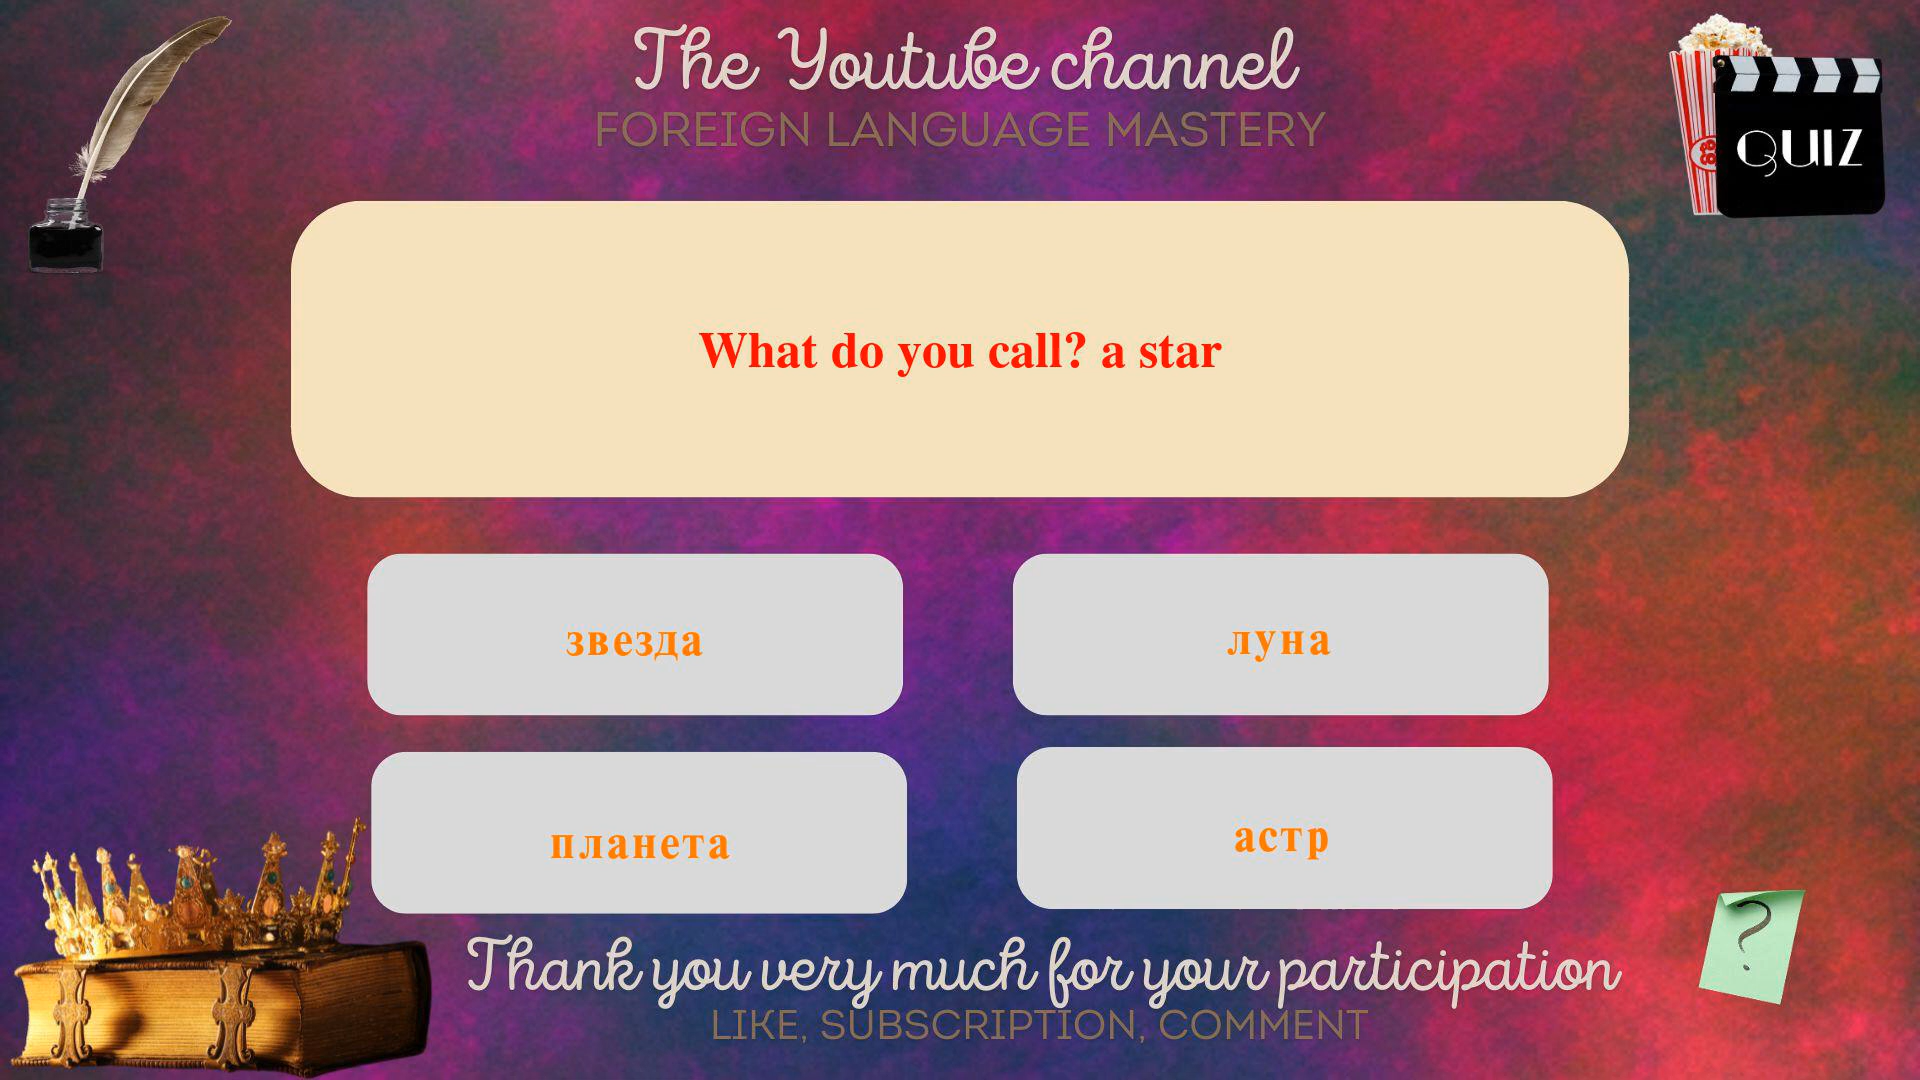 The Youtube channel
FOREIGN LANGUAGE MASTERY
QUIZ
What do you call? a star
звезда
луна
планета
астр
?
Thank you very much for your participation
LIKE, SUBSCRIPTION, COMMENT